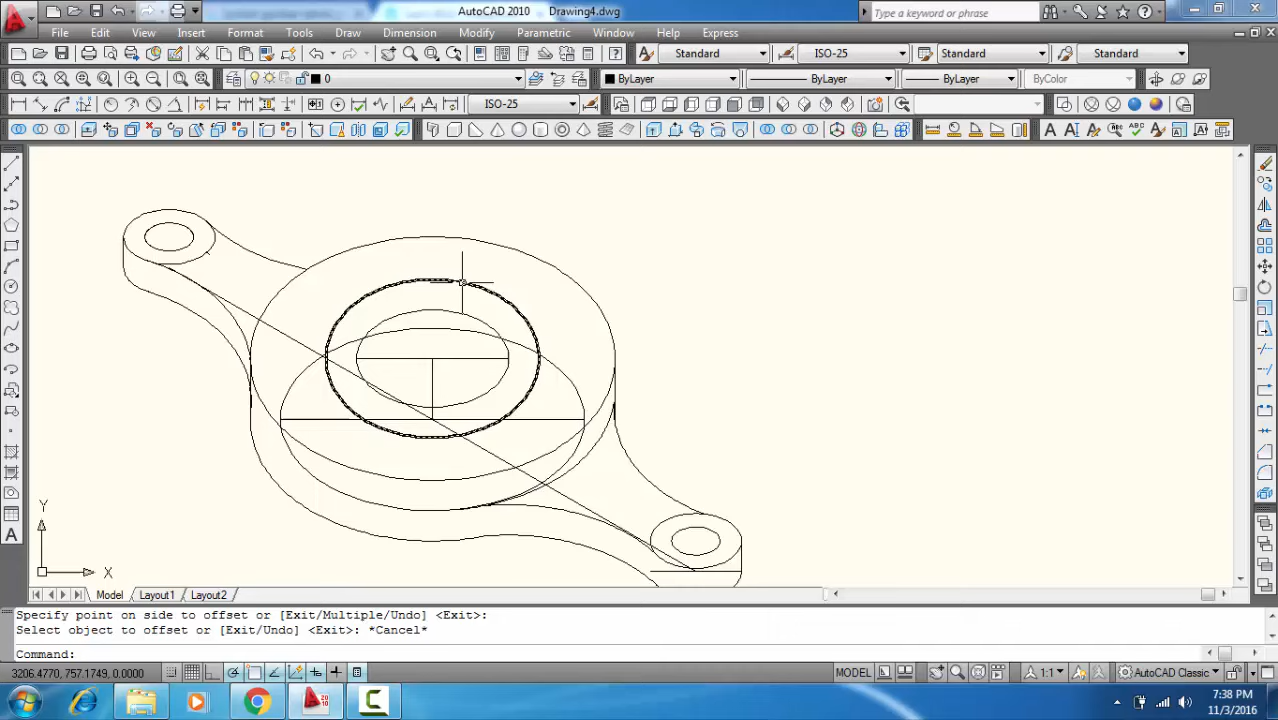 AutoCAD 2010 Drawing4.dwg
Type a keyword or phrase
File Edit View Insert Format Tools Draw Dimension Modify Parametric Window Help Express
Standard ISO-25 Standard Standard
0 ByLayer ByLayer ByLayer ByColor
ISO-25
Y
X
Model Layout1 Layout2
Specify point on side to offset or [Exit/Multiple/Undo] <Exit>:
Select object to offset or [Exit/Undo] <Exit>: *Cancel*
Command:
3206.4770, 757.1749, 0.0000 MODEL 1:1 AutoCAD Classic
7:38 PM
11/3/2016